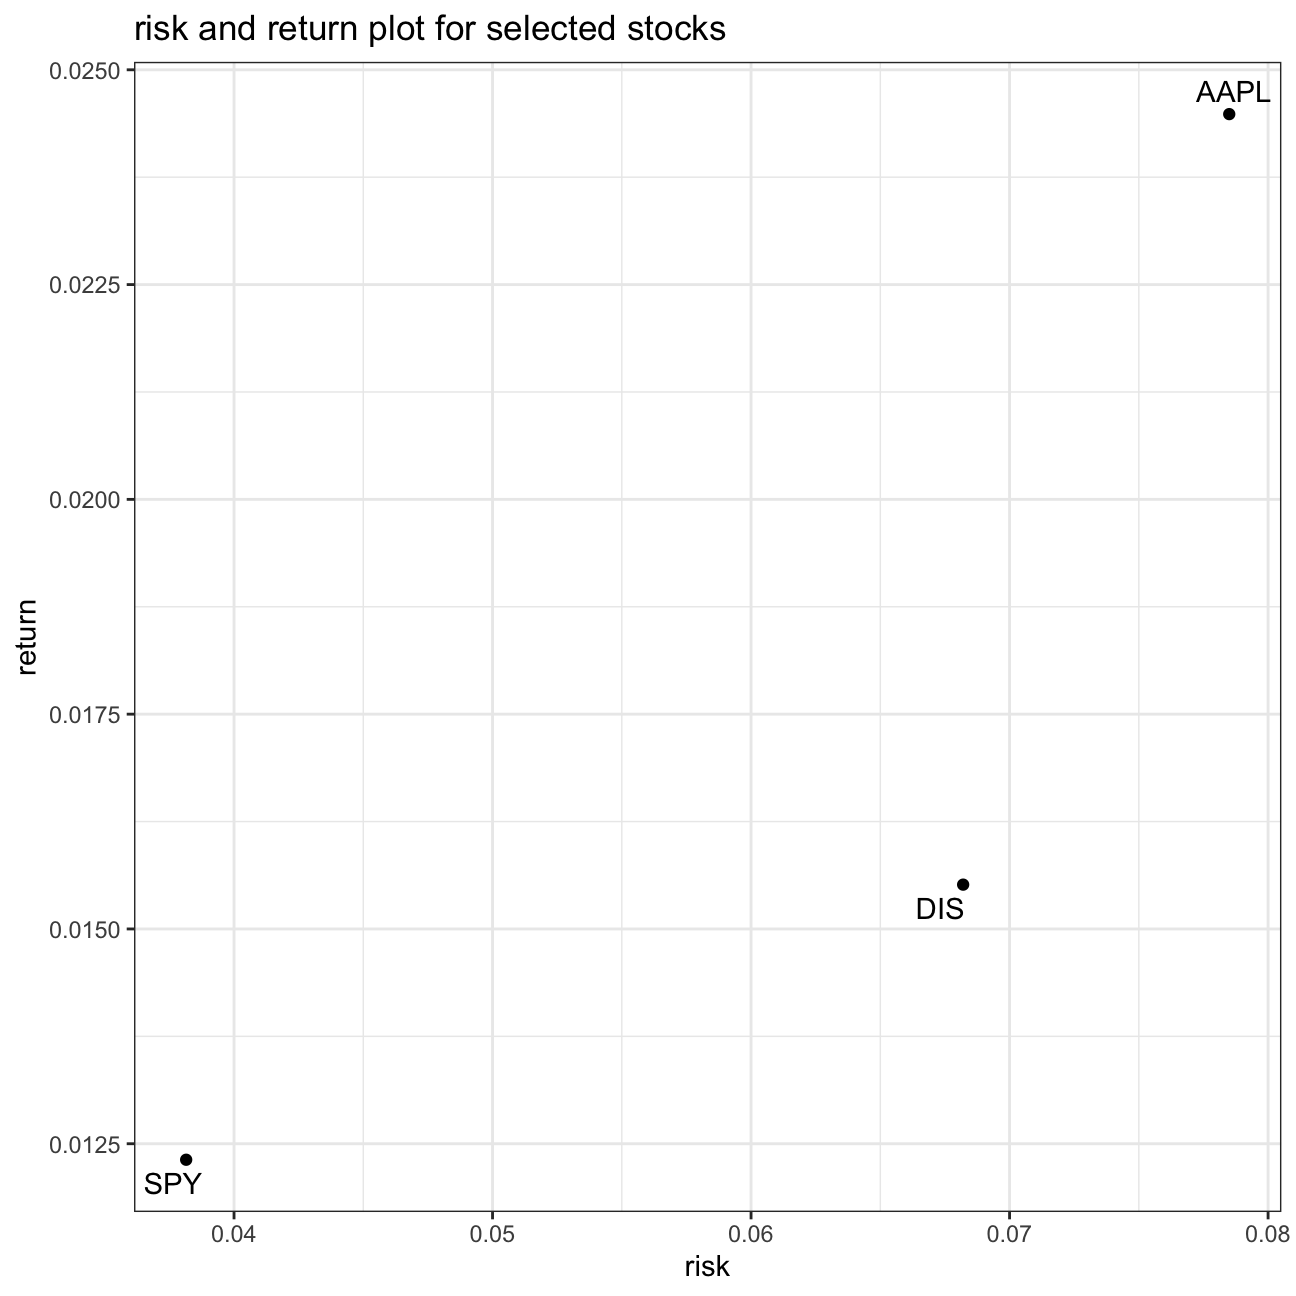 risk and return plot for selected stocks
0.0250
AAPL
0.0225
0.0200
return
0.0175
DIS
0.0150
0.0125
SPY
0.04 0.05 0.06 0.07 0.08
risk